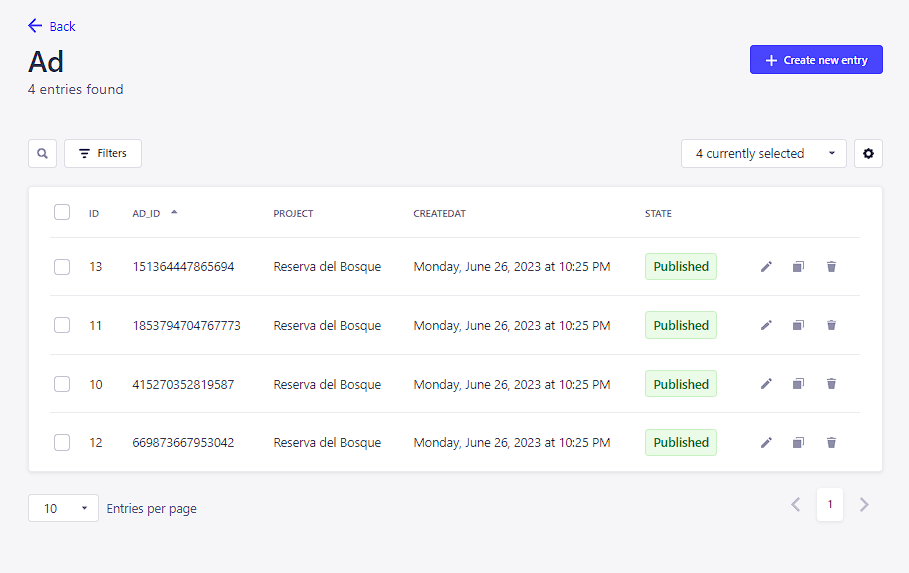 Back
Ad
Create new entry
4 entries found
Filters
4 currently selected
ID AD_ID PROJECT CREATEDAT STATE
13 151364447865694 Reserva del Bosque Monday, June 26, 2023 at 10:25 PM Published
11 1853794704767773 Reserva del Bosque Monday, June 26, 2023 at 10:25 PM Published
10 415270352819587 Reserva del Bosque Monday, June 26, 2023 at 10:25 PM Published
12 669873667953042 Reserva del Bosque Monday, June 26, 2023 at 10:25 PM Published
10 Entries per page
1